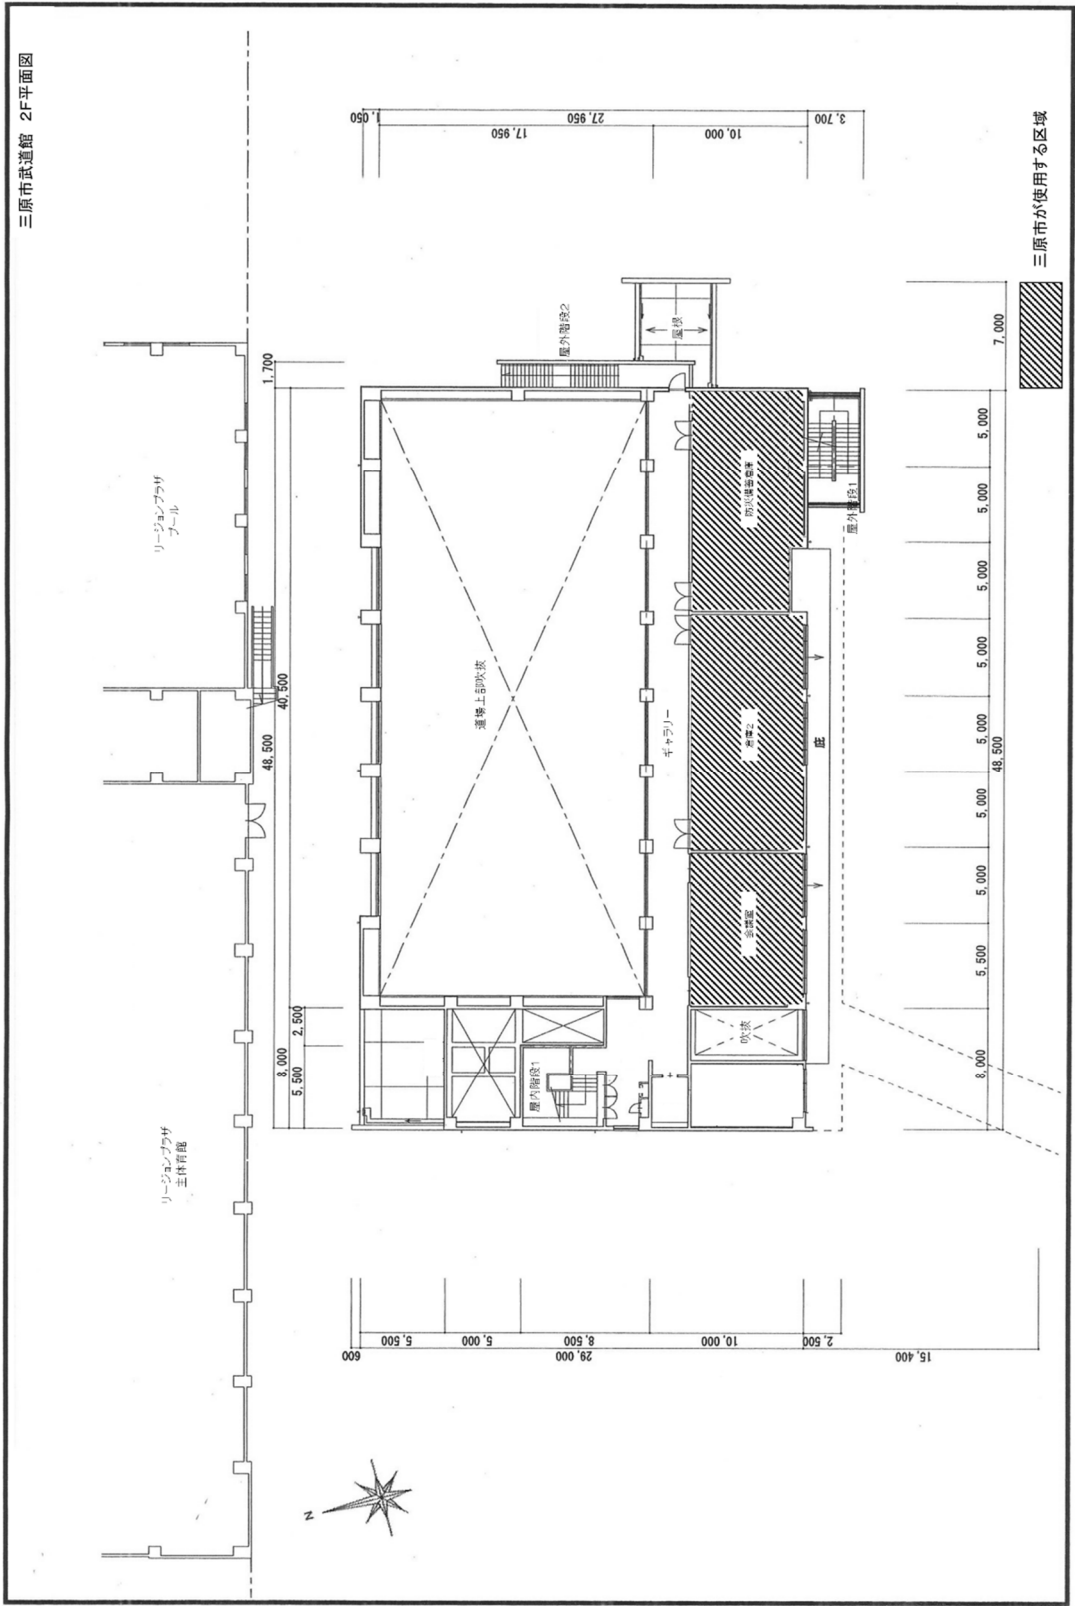 三原市武道館 2F平面図
リージョンプラザ
プール
リージョンプラザ
主体育館
1,700
40,500
48,500
2,500
8,000
5,500
1,050
27,950
17,950
10,000
3,700
屋外階段2
屋根
道場上部吹抜
ギャラリー
防災備蓄倉庫
倉庫2
会議室
吹抜
屋内階段1
屋外階段1
庇
7,000
5,000
5,000
5,000
5,000
5,000
5,000
5,000
5,500
8,000
48,500
600
5,500
5,000
8,500
10,000
2,500
29,000
15,400
N
三原市が使用する区域